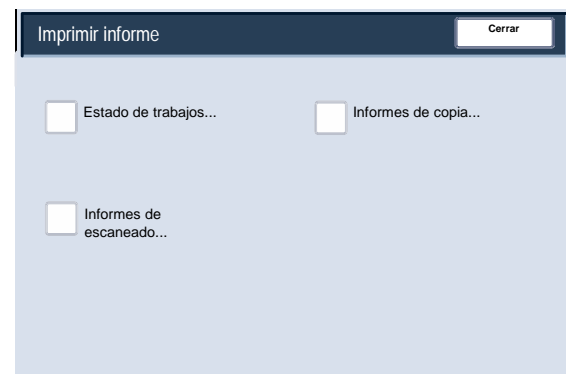 Imprimir informe
Cerrar
Estado de trabajos...
Informes de copia...
Informes de
escaneado...